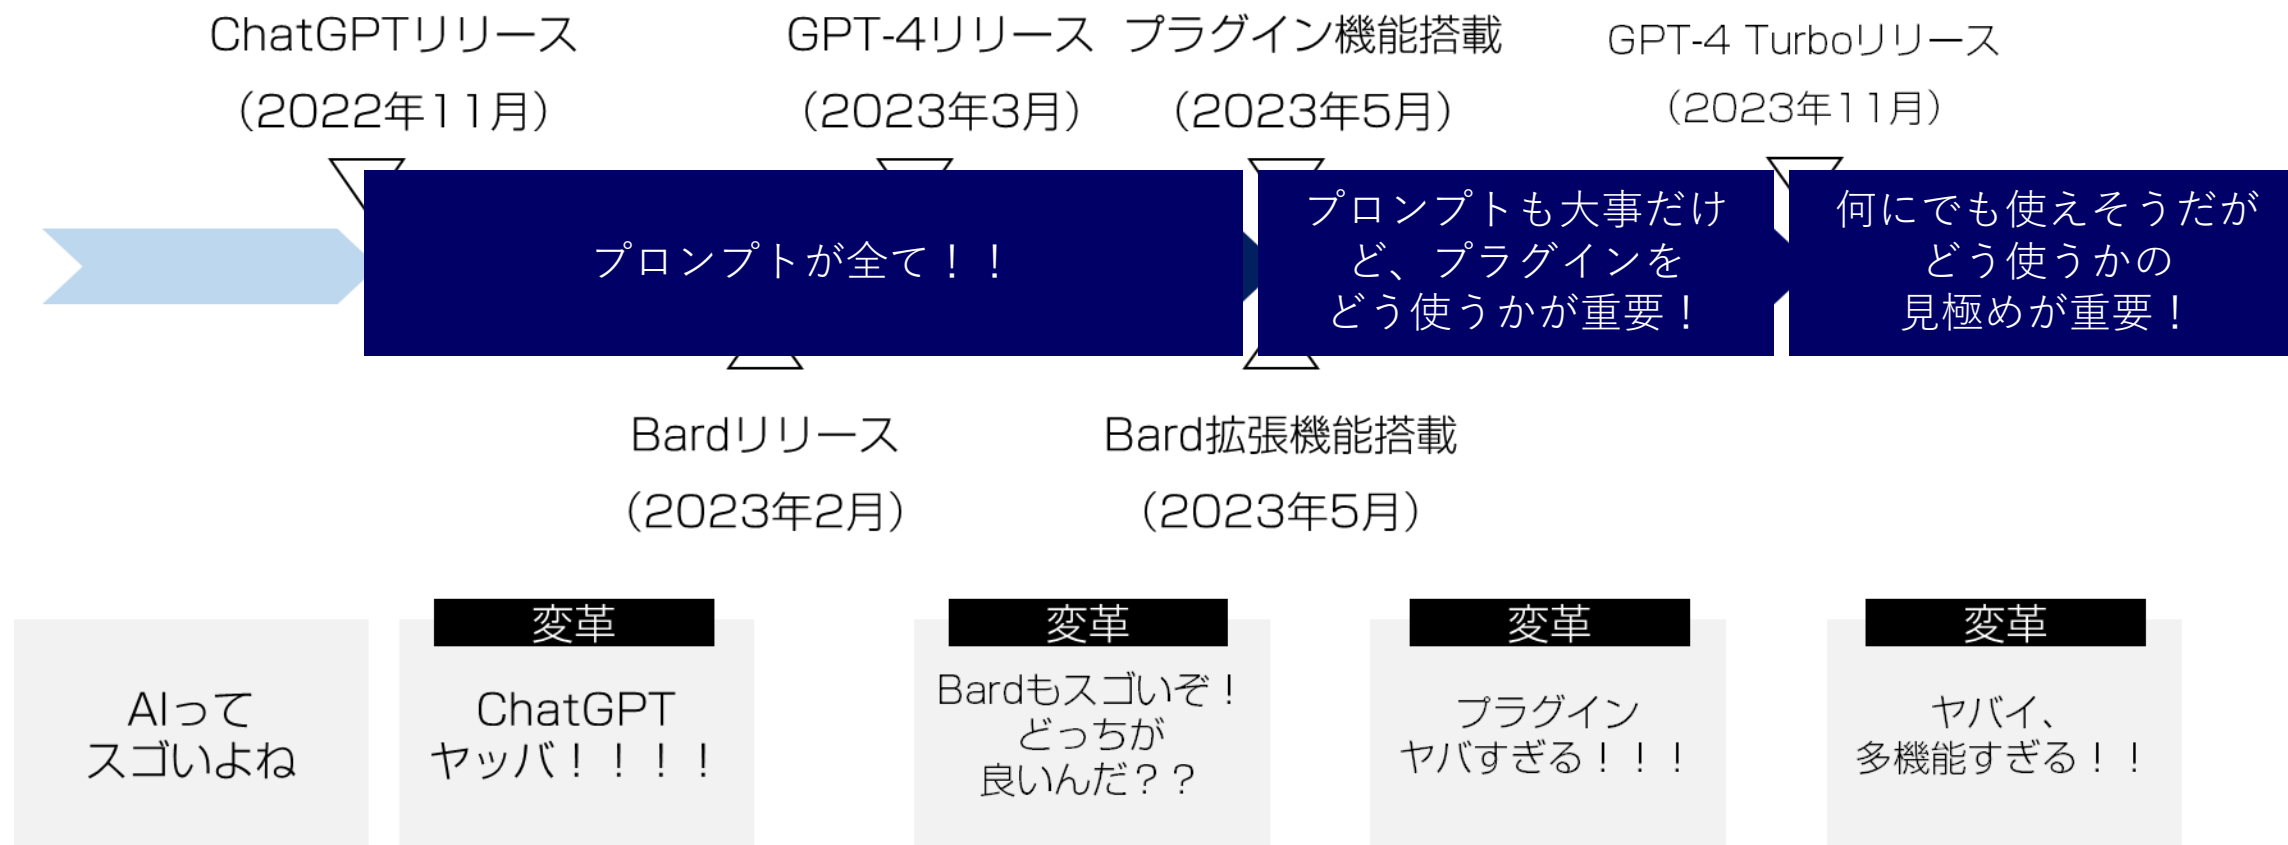 ChatGPTリリース
（2022年11月）
GPT-4リリース
（2023年3月）
プラグイン機能搭載
（2023年5月）
GPT-4 Turboリリース
（2023年11月）
プロンプトが全て！！
プロンプトも大事だけ
ど、プラグインを
どう使うかが重要！
何にでも使えそうだが
どう使うかの
見極めが重要！
Bardリリース
（2023年2月）
Bard拡張機能搭載
（2023年5月）
AIって
スゴいよね
変革
ChatGPT
ヤッバ！！！！
変革
Bardもスゴいぞ！
どっちが
良いんだ？？
変革
プラグイン
ヤバすぎる！！！
変革
ヤバイ、
多機能すぎる！！